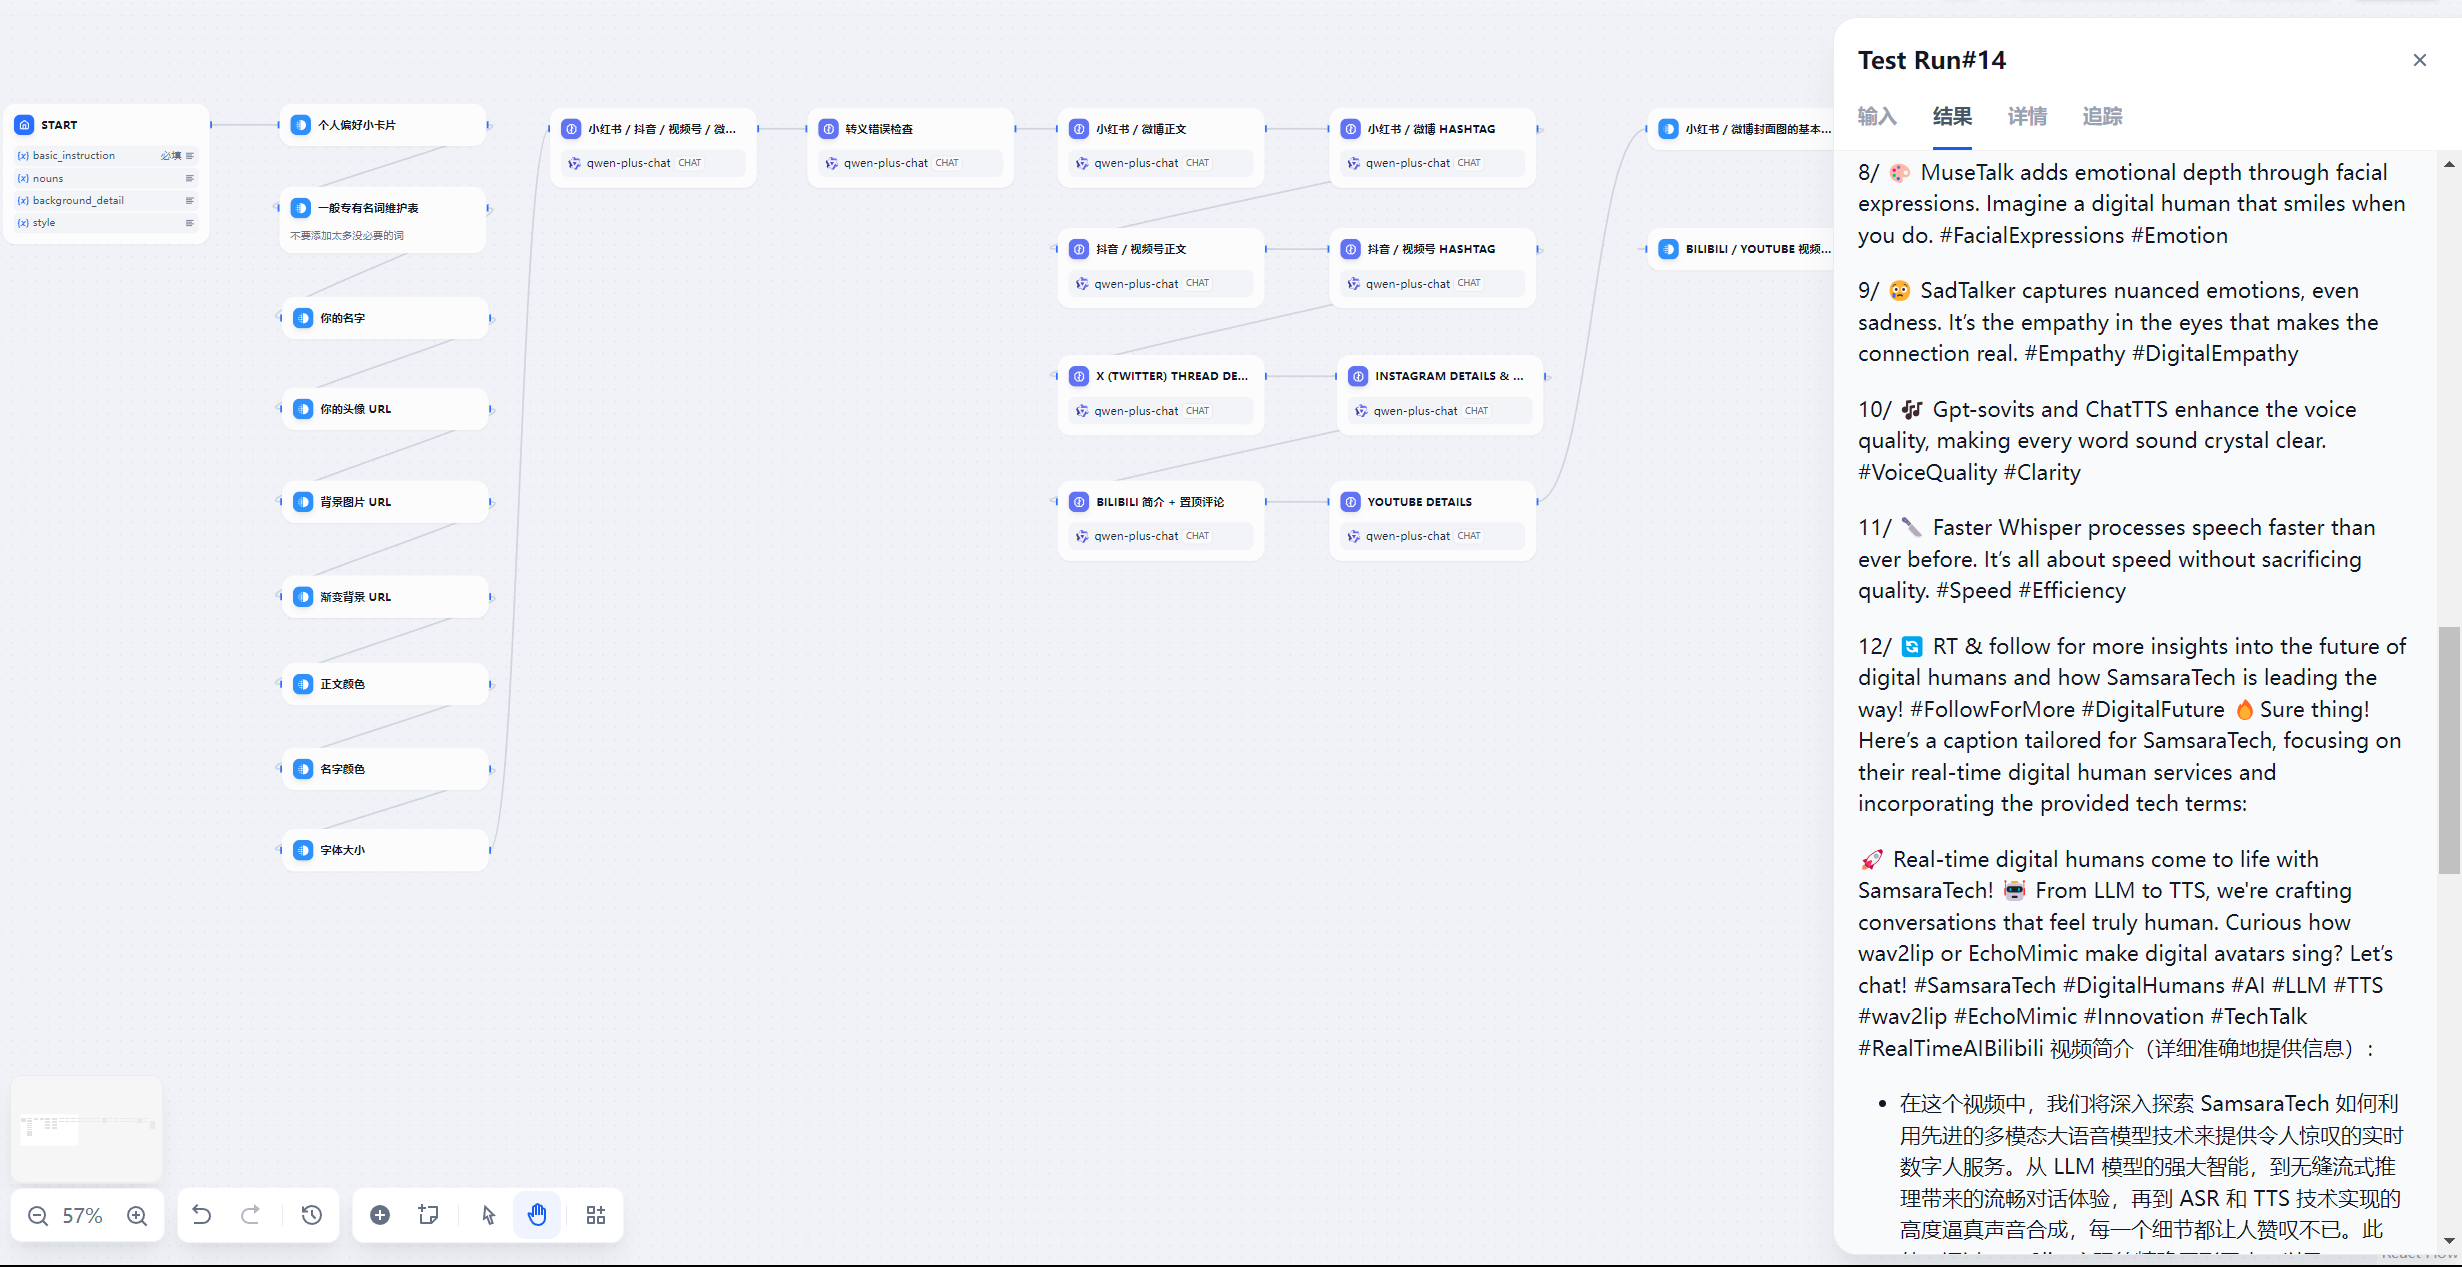 START
basic_instruction 必填
nouns
background_detail
style
个人偏好小卡片
一般专有名词维护表
不要添加太多没必要的词
你的名字
你的头像 URL
背景图片 URL
渐变背景 URL
正文颜色
名字颜色
字体大小
小红书 / 抖音 / 视频号 / 微...
qwen-plus-chat CHAT
转义错误检查
qwen-plus-chat CHAT
小红书 / 微博正文
qwen-plus-chat CHAT
小红书 / 微博 HASHTAG
qwen-plus-chat CHAT
抖音 / 视频号正文
qwen-plus-chat CHAT
抖音 / 视频号 HASHTAG
qwen-plus-chat CHAT
X (TWITTER) THREAD DE...
qwen-plus-chat CHAT
INSTAGRAM DETAILS & ...
qwen-plus-chat CHAT
BILIBILI 简介 + 置顶评论
qwen-plus-chat CHAT
YOUTUBE DETAILS
qwen-plus-chat CHAT
小红书 / 微博封面图的基本...
BILIBILI / YOUTUBE 视频...
57%
Test Run#14
输入 结果 详情 追踪
8/ 🎨 MuseTalk adds emotional depth through facial
expressions. Imagine a digital human that smiles when
you do. #FacialExpressions #Emotion
9/ 😢 SadTalker captures nuanced emotions, even
sadness. It’s the empathy in the eyes that makes the
connection real. #Empathy #DigitalEmpathy
10/ 🎶 Gpt-sovits and ChatTTS enhance the voice
quality, making every word sound crystal clear.
#VoiceQuality #Clarity
11/ 🔪 Faster Whisper processes speech faster than
ever before. It’s all about speed without sacrificing
quality. #Speed #Efficiency
12/ 🔄 RT & follow for more insights into the future of
digital humans and how SamsaraTech is leading the
way! #FollowForMore #DigitalFuture 🔥Sure thing!
Here’s a caption tailored for SamsaraTech, focusing on
their real-time digital human services and
incorporating the provided tech terms:
🚀 Real-time digital humans come to life with
SamsaraTech! 🤖 From LLM to TTS, we're crafting
conversations that feel truly human. Curious how
wav2lip or EchoMimic make digital avatars sing? Let’s
chat! #SamsaraTech #DigitalHumans #AI #LLM #TTS
#wav2lip #EchoMimic #Innovation #TechTalk
#RealTimeAIBilibili 视频简介（详细准确地提供信息）:
• 在这个视频中，我们将深入探索 SamsaraTech 如何利
用先进的多模态大语音模型技术来提供令人惊叹的实时
数字人服务。从 LLM 模型的强大智能，到无缝流式推
理带来的流畅对话体验，再到 ASR 和 TTS 技术实现的
高度逼真声音合成，每一个细节都让人赞叹不已。此